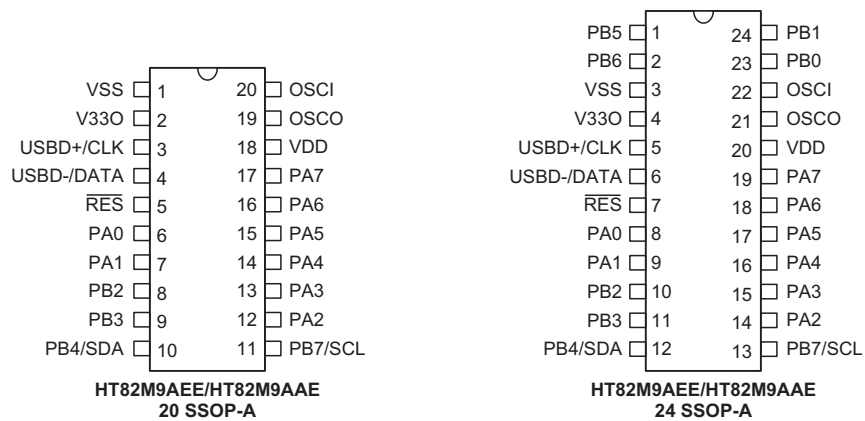 VSS 1 20 OSCI
V33O 2 19 OSCO
USBD+/CLK 3 18 VDD
USBD-/DATA 4 17 PA7
RES 5 16 PA6
PA0 6 15 PA5
PA1 7 14 PA4
PB2 8 13 PA3
PB3 9 12 PA2
PB4/SDA 10 11 PB7/SCL
HT82M9AEE/HT82M9AAE
20 SSOP-A
PB5 1 24 PB1
PB6 2 23 PB0
VSS 3 22 OSCI
V33O 4 21 OSCO
USBD+/CLK 5 20 VDD
USBD-/DATA 6 19 PA7
RES 7 18 PA6
PA0 8 17 PA5
PA1 9 16 PA4
PB2 10 15 PA3
PB3 11 14 PA2
PB4/SDA 12 13 PB7/SCL
HT82M9AEE/HT82M9AAE
24 SSOP-A